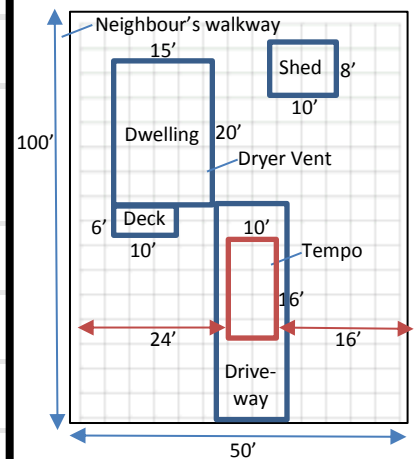 Neighbour's walkway
15'
Shed
8'
10'
100'
Dwelling
20'
Dryer Vent
6'
Deck
10'
10'
Tempo
16'
24'
16'
Drive-
way
50'